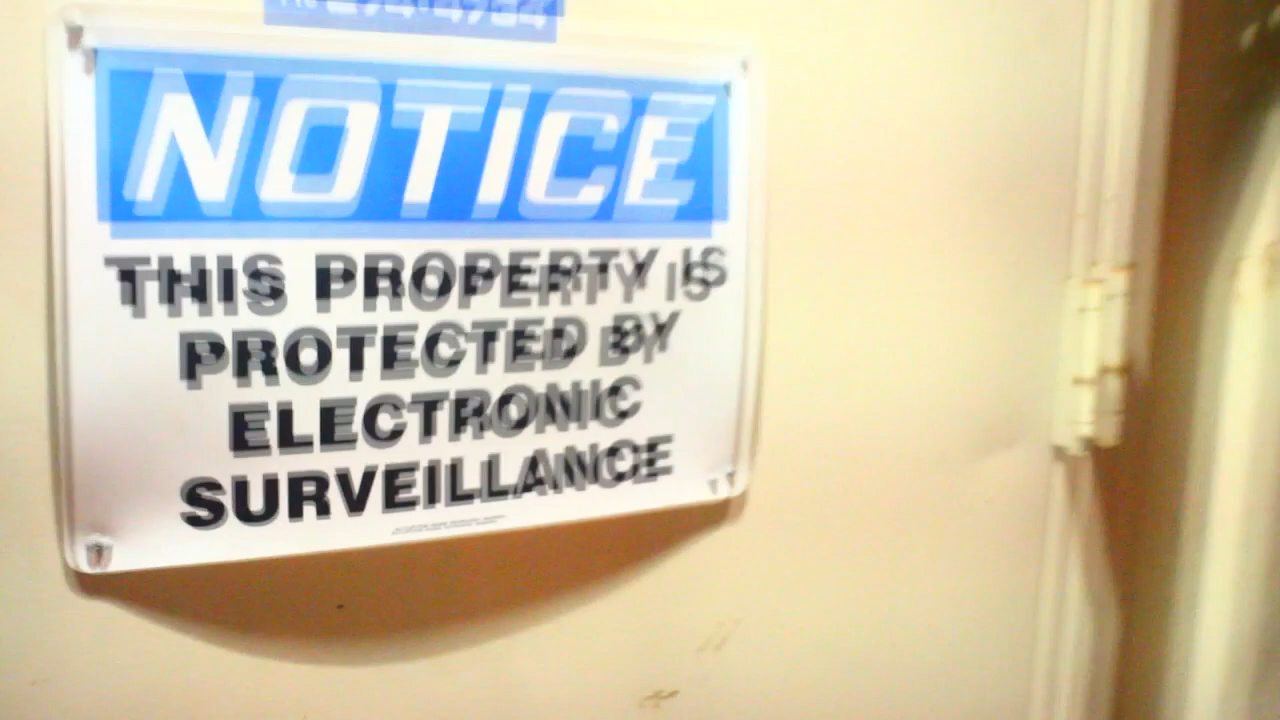 NOTICE
THIS PROPERTY IS
PROTECTED BY
ELECTRONIC
SURVEILLANCE